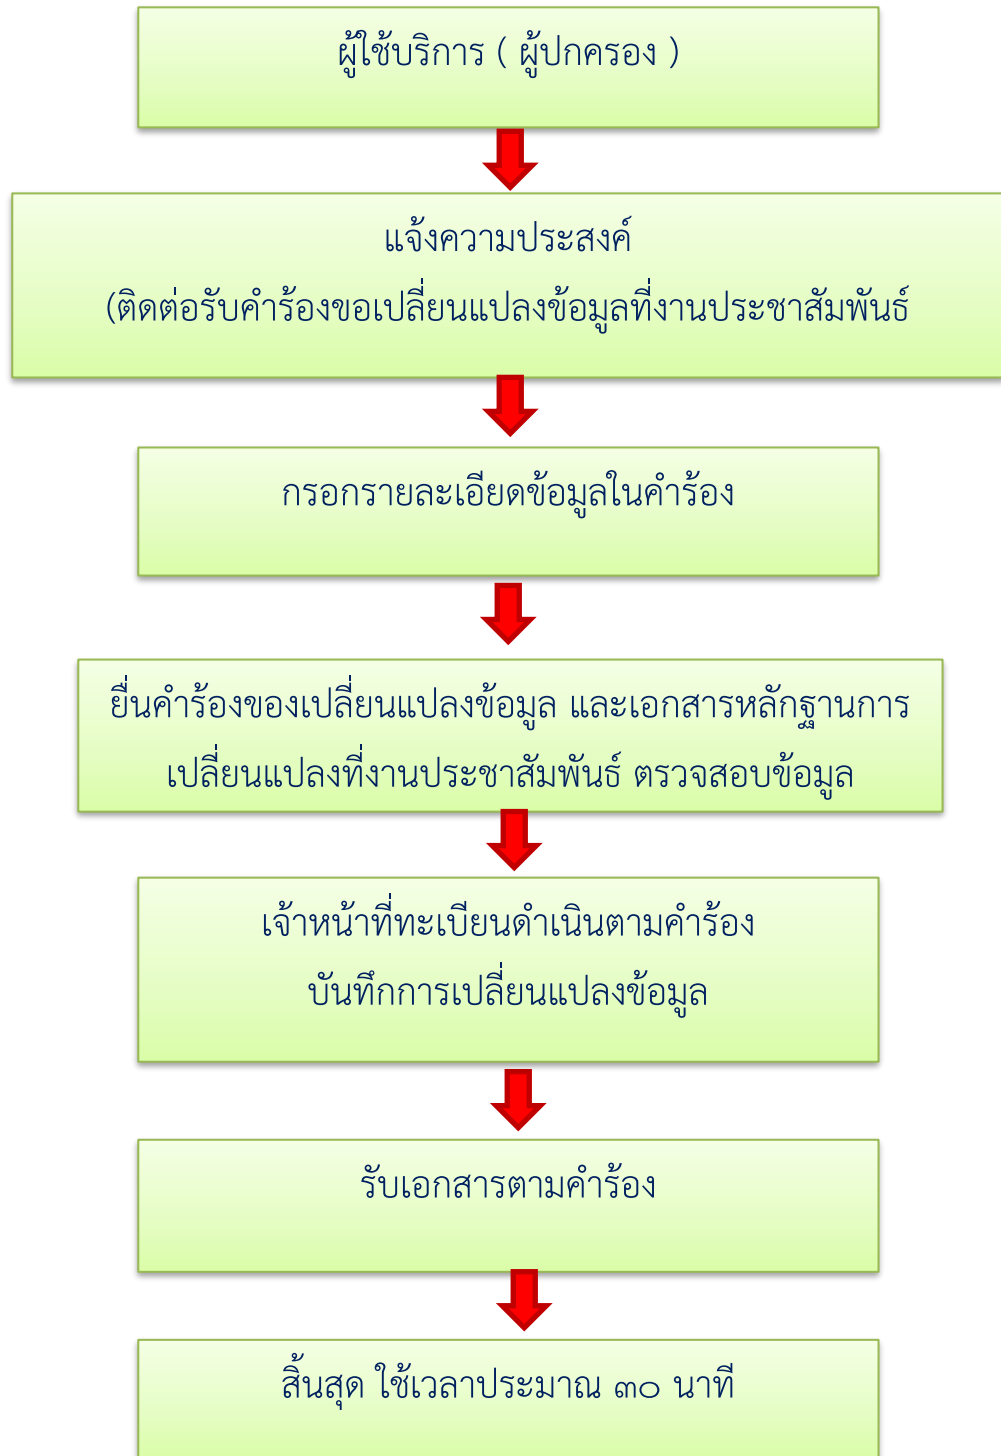 ผู้ใช้บริการ ( ผู้ปกครอง )
แจ้งความประสงค์
(ติดต่อรับคำร้องขอเปลี่ยนแปลงข้อมูลที่งานประชาสัมพันธ์
กรอกรายละเอียดข้อมูลในคำร้อง
ยื่นคำร้องของเปลี่ยนแปลงข้อมูล และเอกสารหลักฐานการ
เปลี่ยนแปลงที่งานประชาสัมพันธ์ ตรวจสอบข้อมูล
เจ้าหน้าที่ทะเบียนดำเนินตามคำร้อง
บันทึกการเปลี่ยนแปลงข้อมูล
รับเอกสารตามคำร้อง
สิ้นสุด ใช้เวลาประมาณ ๓๐ นาที